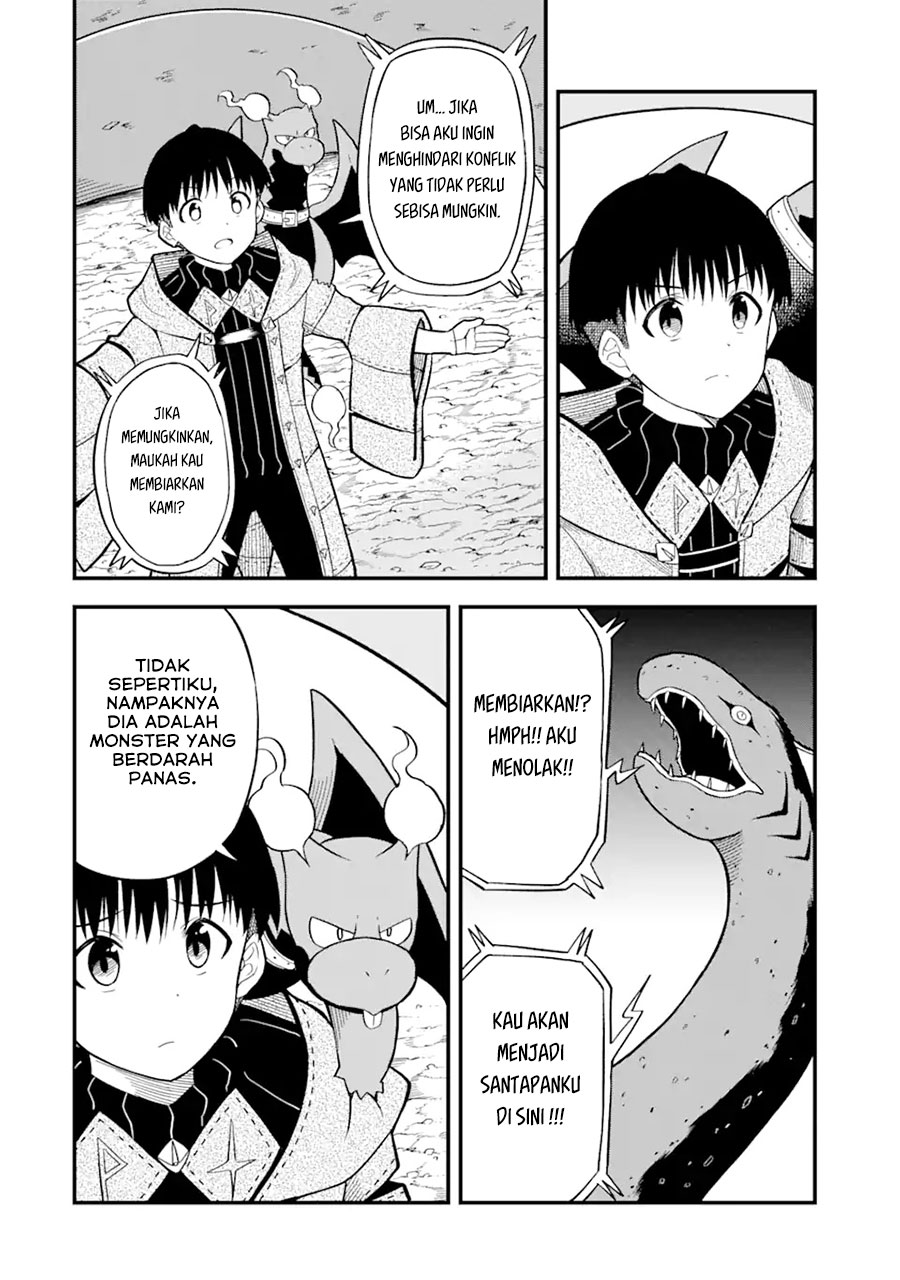 UM... JIKA
BISA AKU INGIN
MENGHINDARI KONFLIK
YANG TIDAK PERLU
SEBISA MUNGKIN.
JIKA
MEMUNGKINKAN,
MAUKAH KAU
MEMBIARKAN
KAMI?
MEMBIARKAN!?
HMPH!! AKU
MENOLAK!!
KAU AKAN
MENJADI
SANTAPANKU
DI SINI !!!
TIDAK
SEPERTIKU,
NAMPAKNYA
DIA ADALAH
MONSTER YANG
BERDARAH
PANAS.